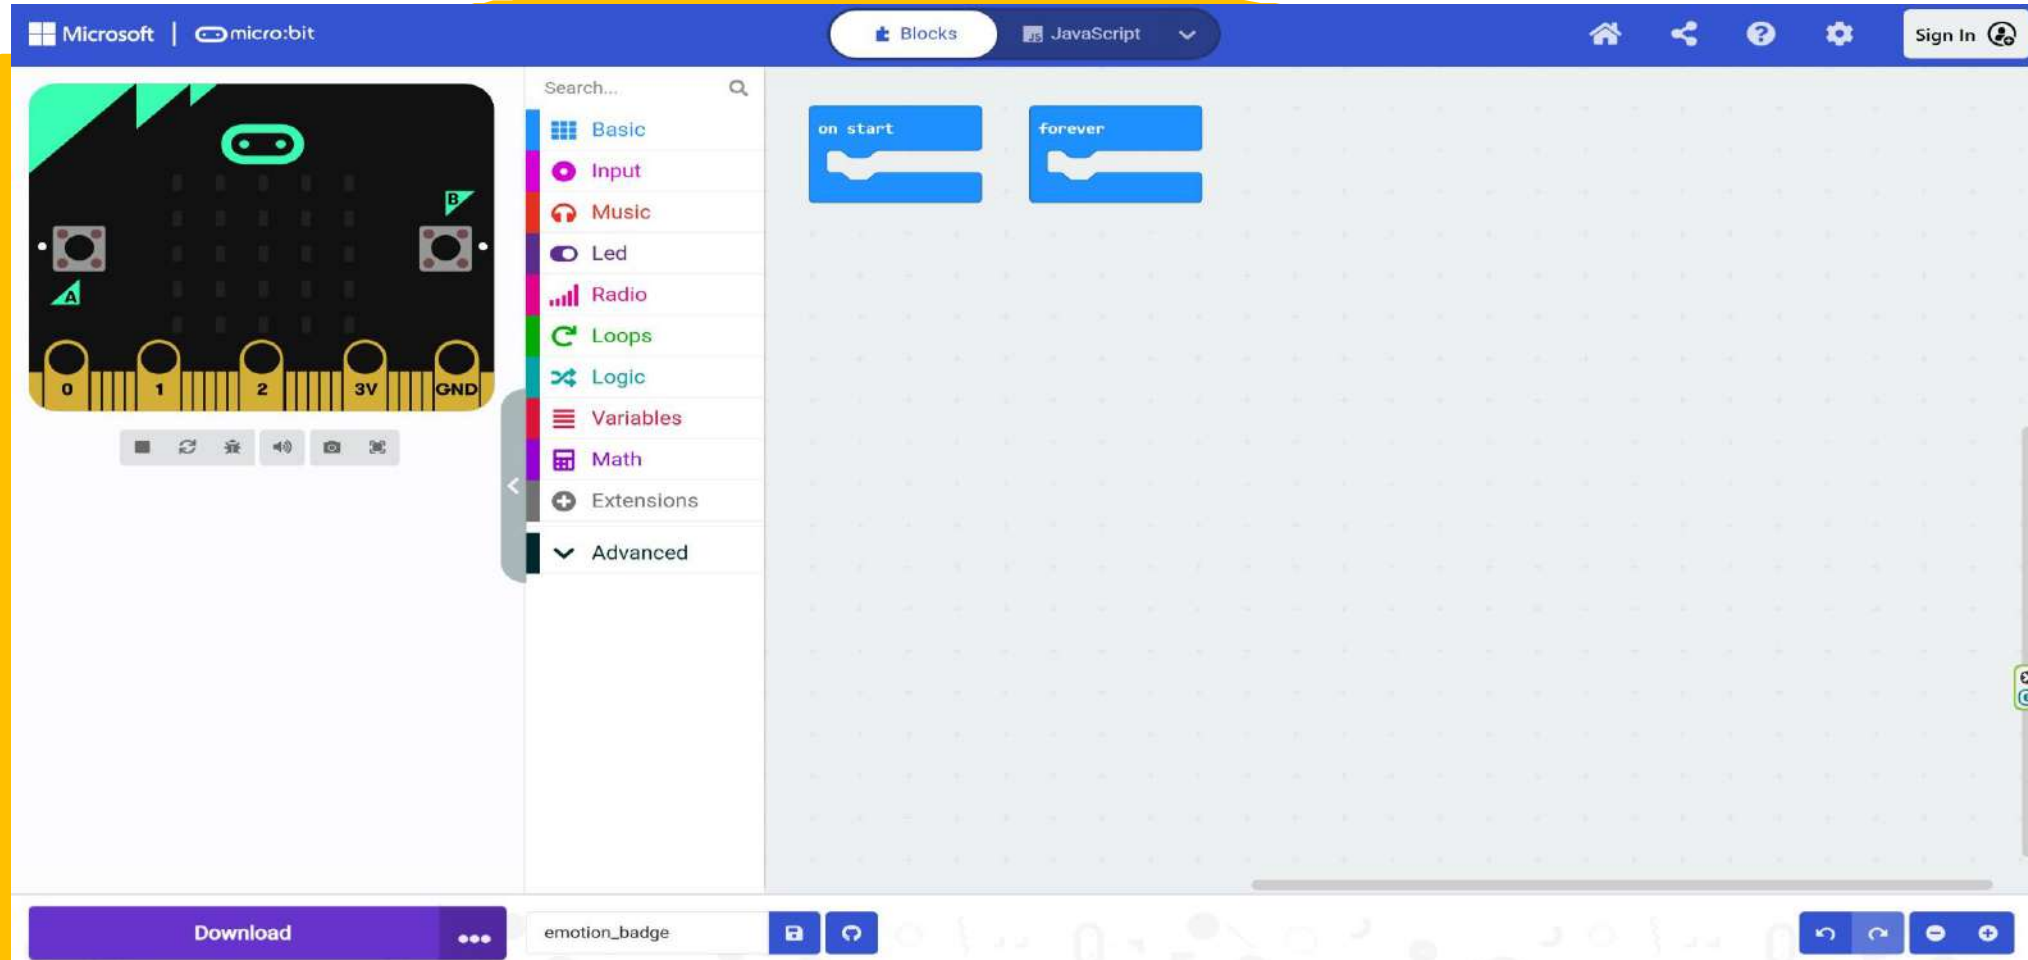 Microsoft | micro:bit
Blocks
JS JavaScript
Sign In
Search...
Basic
Input
Music
Led
Radio
Loops
Logic
Variables
Math
Extensions
Advanced
B
A
0 1 2 3V GND
on start
forever
Download
emotion_badge